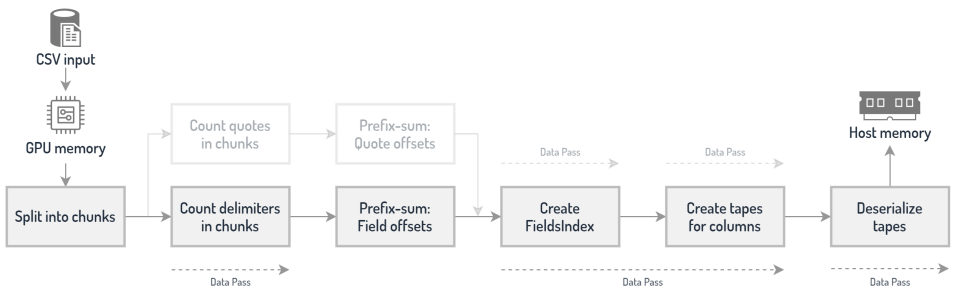 CSV input
GPU memory
Count quotes
in chunks
Prefix-sum:
Quote offsets
Data Pass
Data Pass
Host memory
Split into chunks
Count delimiters
in chunks
Prefix-sum:
Field offsets
Create
FieldsIndex
Create tapes
for columns
Deserialize
tapes
Data Pass
Data Pass
Data Pass